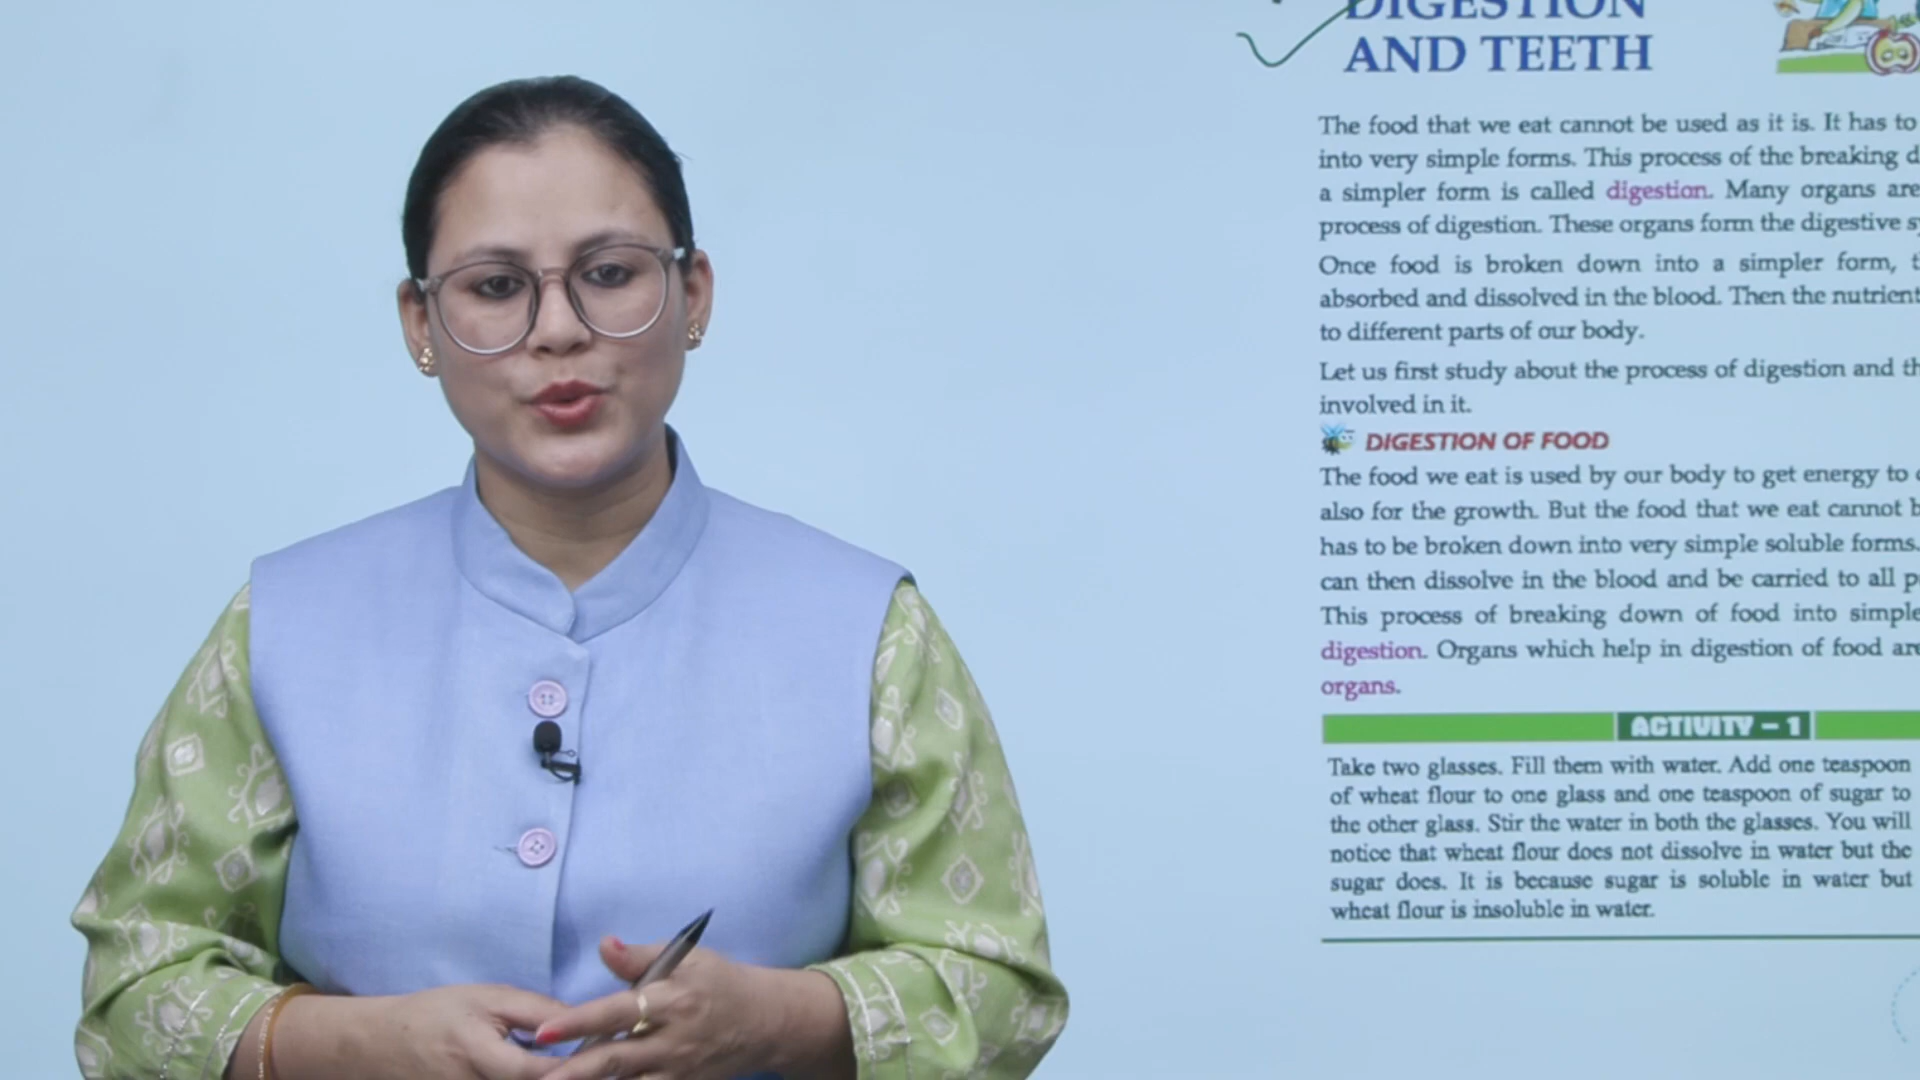 DIGESTION
AND TEETH
The food that we eat cannot be used as it is. It has to
into very simple forms. This process of the breaking
a simpler form is called digestion. Many organs are
process of digestion. These organs form the digestive
Once food is broken down into a simpler form,
absorbed and dissolved in the blood. Then the nutrient
to different parts of our body.
Let us first study about the process of digestion and
involved in it.
DIGESTION OF FOOD
The food we eat is used by our body to get energy to
also for the growth. But the food that we eat cannot
has to be broken down into very simple soluble forms.
can then dissolve in the blood and be carried to all
This process of breaking down of food into simple
digestion. Organs which help in digestion of food are
organs.
ACTIVITY – 1
Take two glasses. Fill them with water. Add one teaspoon
of wheat flour to one glass and one teaspoon of sugar to
the other glass. Stir the water in both the glasses. You will
notice that wheat flour does not dissolve in water but the
sugar does. It is because sugar is soluble in water but
wheat flour is insoluble in water.